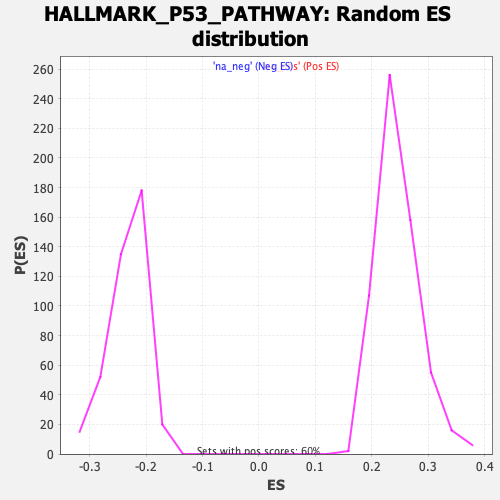 HALLMARK_P53_PATHWAY: Random ES
distribution
'na_neg' (Neg ES)s' (Pos ES)
260
240
220
200
180
160
140
120
100
80
60
40
20
0
P(ES)
Sets with pos scores: 60%
-0.3 -0.2 -0.1 0.0 0.1 0.2 0.3 0.4
ES